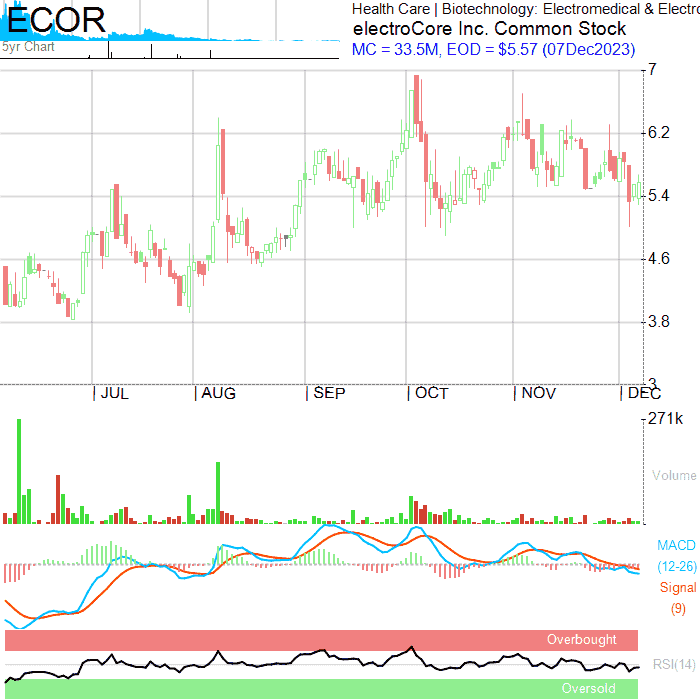 ECOR
5yr Chart
Health Care | Biotechnology: Electromedical & Electro
electroCore Inc. Common Stock
MC = 33.5M, EOD = $5.57 (07Dec2023)
7
6.2
5.4
4.6
3.8
3
JUL AUG SEP OCT NOV DEC
271k
Volume
MACD
(12-26)
Signal
(9)
Overbought
RSI(14)
Oversold